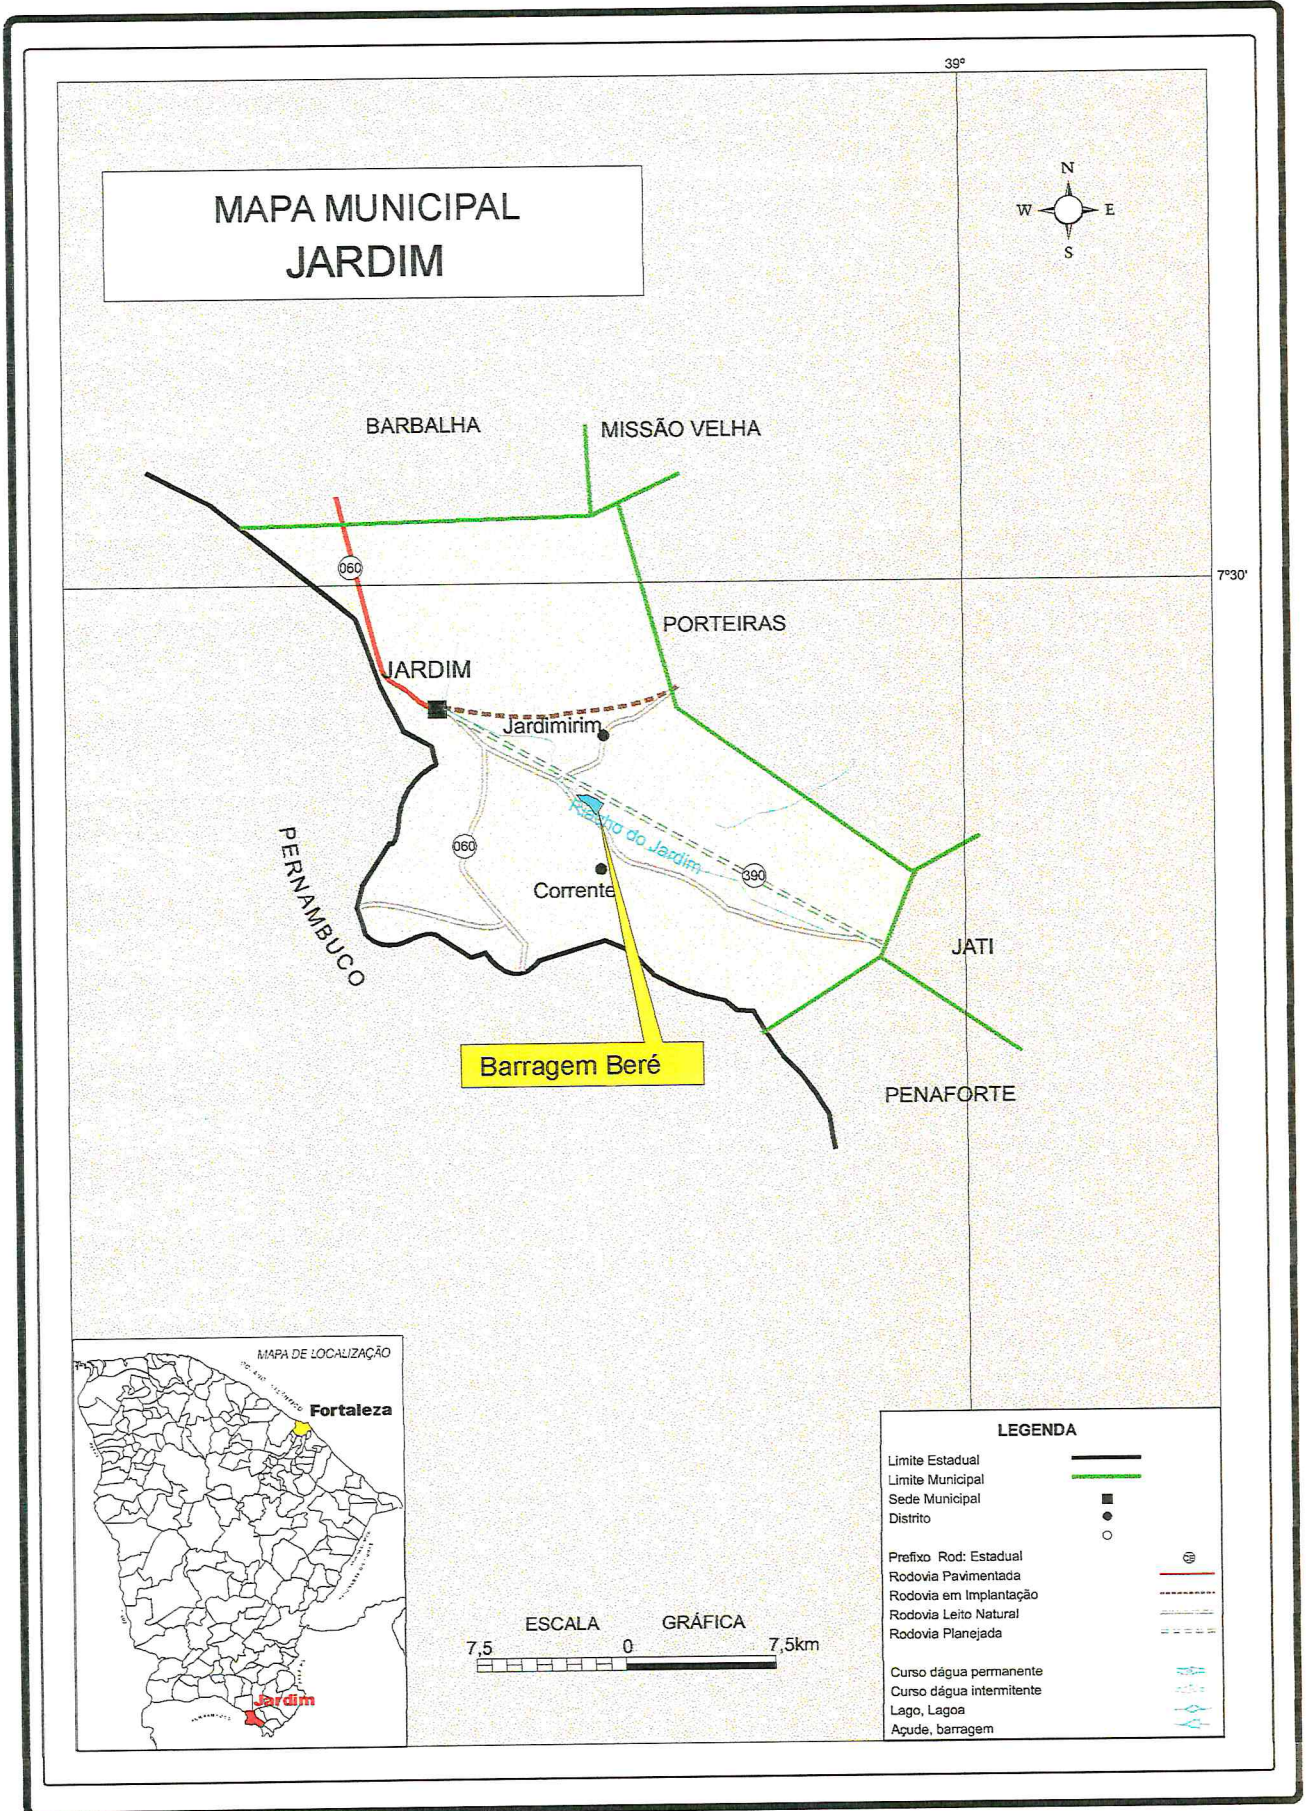 39°
MAPA MUNICIPAL
JARDIM
N
W E
S
BARBALHA
MISSÃO VELHA
060
7°30'
PORTEIRAS
JARDIM
Jardimirim
Riacho do Jardim
060
390
Corrente
PERNAMBUCO
JATI
Barragem Beré
PENAFORTE
MAPA DE LOCALIZAÇÃO
Fortaleza
Jardim
ESCALA GRÁFICA
7,5 0 7,5km
LEGENDA
Limite Estadual
Limite Municipal
Sede Municipal
Distrito
Prefixo Rod: Estadual
Rodovia Pavimentada
Rodovia em Implantação
Rodovia Leito Natural
Rodovia Planejada
Curso dágua permanente
Curso dágua intermitente
Lago, Lagoa
Açude, barragem